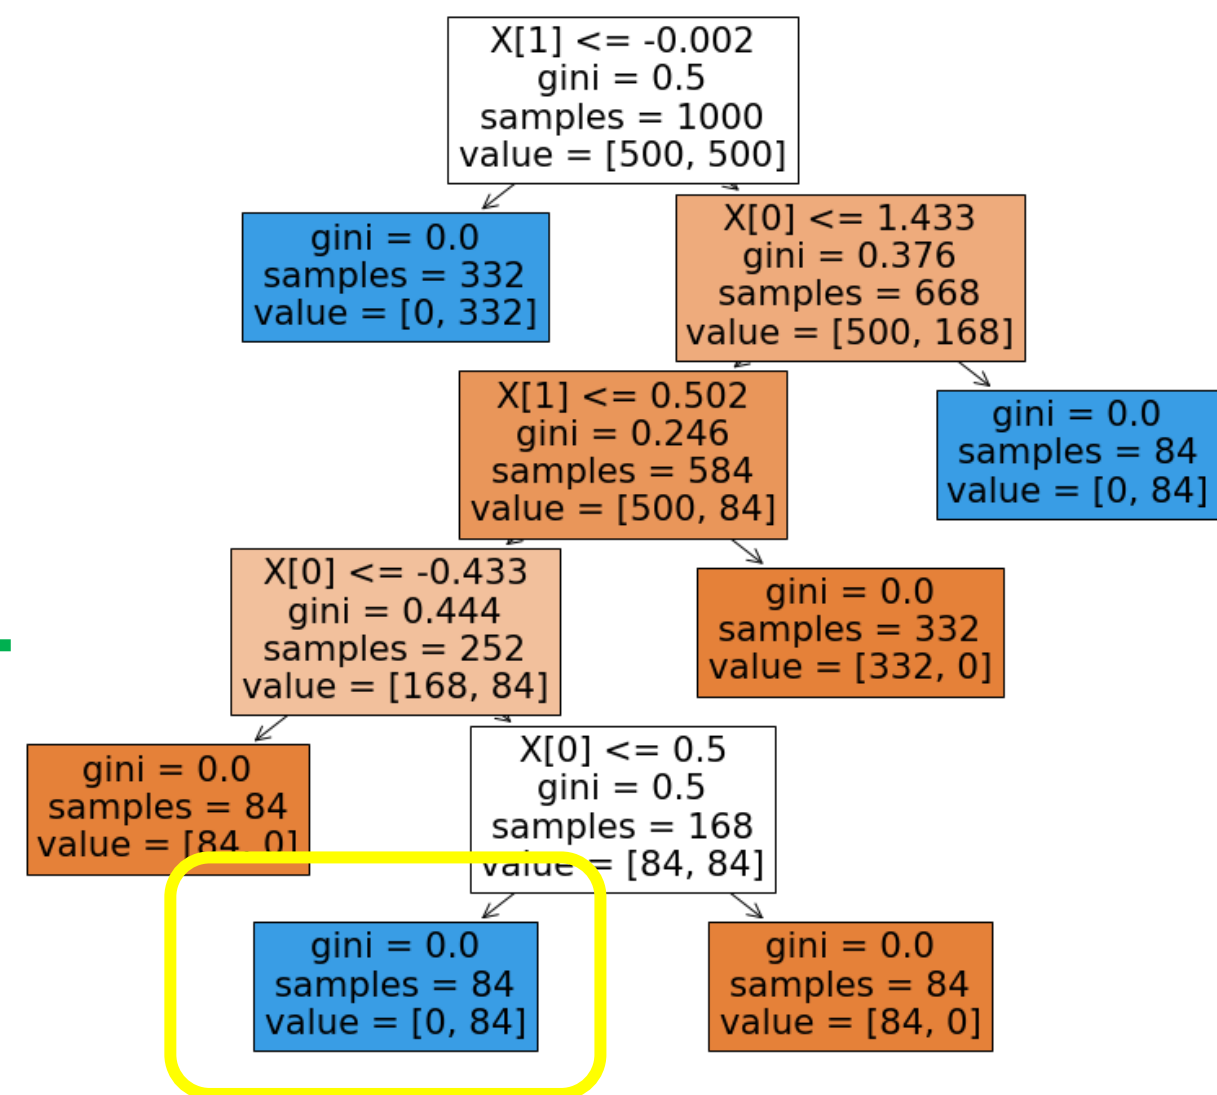 X[1] <= -0.002
gini = 0.5
samples = 1000
value = [500, 500]
gini = 0.0
samples = 332
value = [0, 332]
X[0] <= 1.433
gini = 0.376
samples = 668
value = [500, 168]
X[1] <= 0.502
gini = 0.246
samples = 584
value = [500, 84]
gini = 0.0
samples = 84
value = [0, 84]
X[0] <= -0.433
gini = 0.444
samples = 252
value = [168, 84]
gini = 0.0
samples = 332
value = [332, 0]
gini = 0.0
samples = 84
value = [84, 0]
X[0] <= 0.5
gini = 0.5
samples = 168
value = [84, 84]
gini = 0.0
samples = 84
value = [0, 84]
gini = 0.0
samples = 84
value = [84, 0]